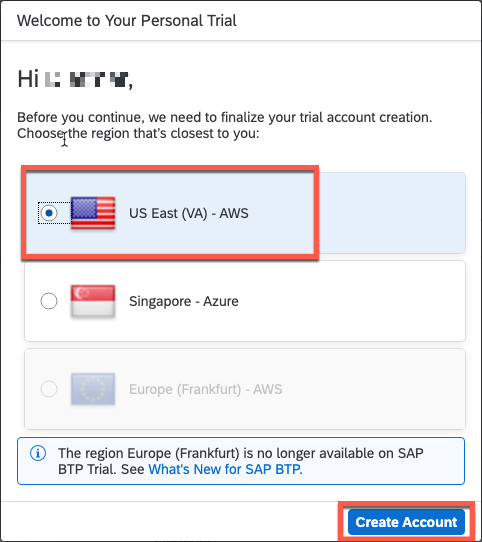 Welcome to Your Personal Trial
Hi ,
Before you continue, we need to finalize your trial account creation.
Choose the region that's closest to you:
US East (VA) - AWS
Singapore - Azure
Europe (Frankfurt) - AWS
The region Europe (Frankfurt) is no longer available on SAP
BTP Trial. See What's New for SAP BTP.
Create Account